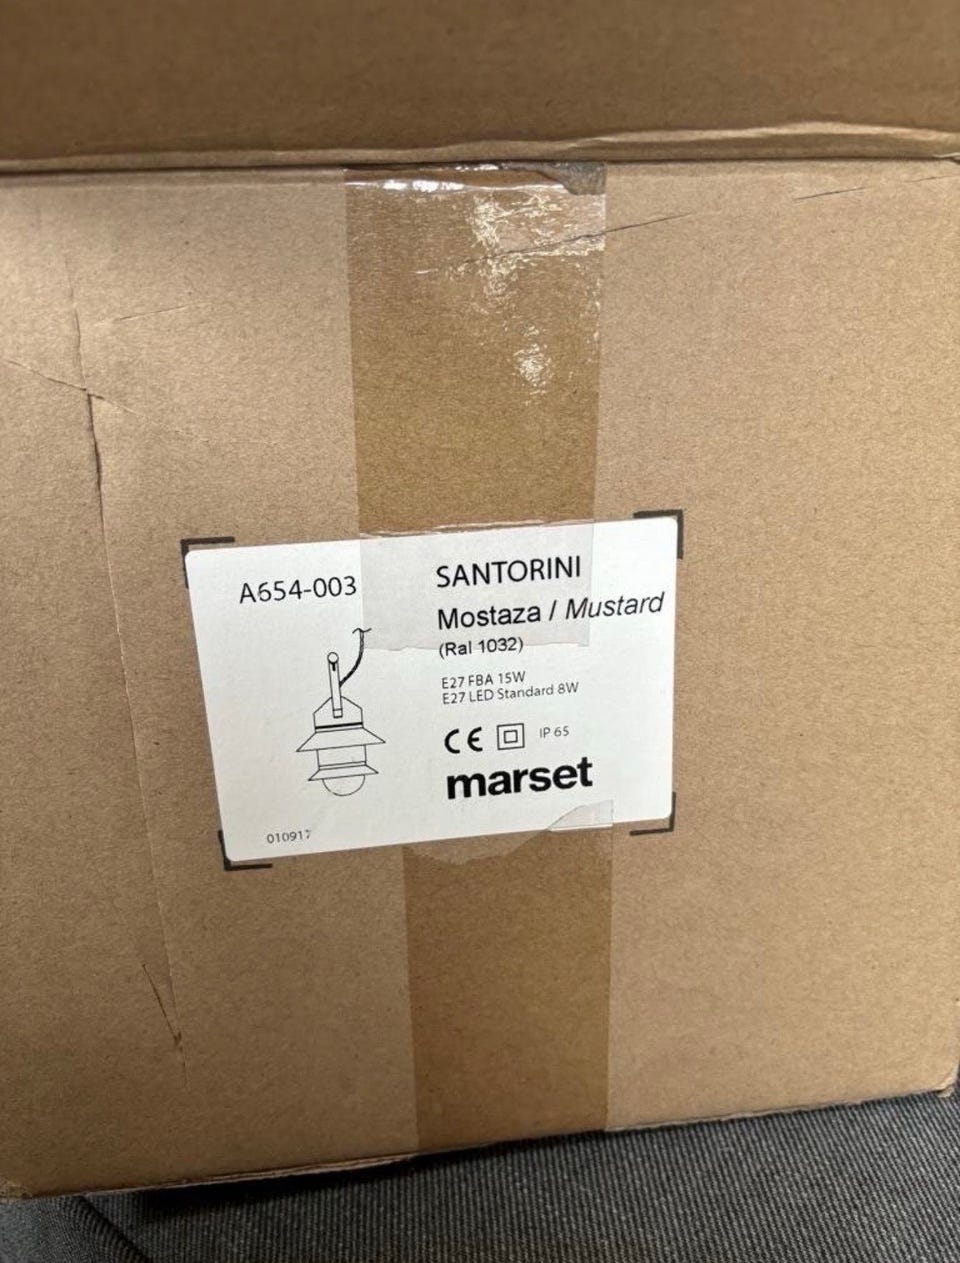 A654-003
SANTORINI
Mostaza / Mustard
(Ral 1032)
E27 FBA 15W
E27 LED Standard 8W
CE IP 65
marset
010917